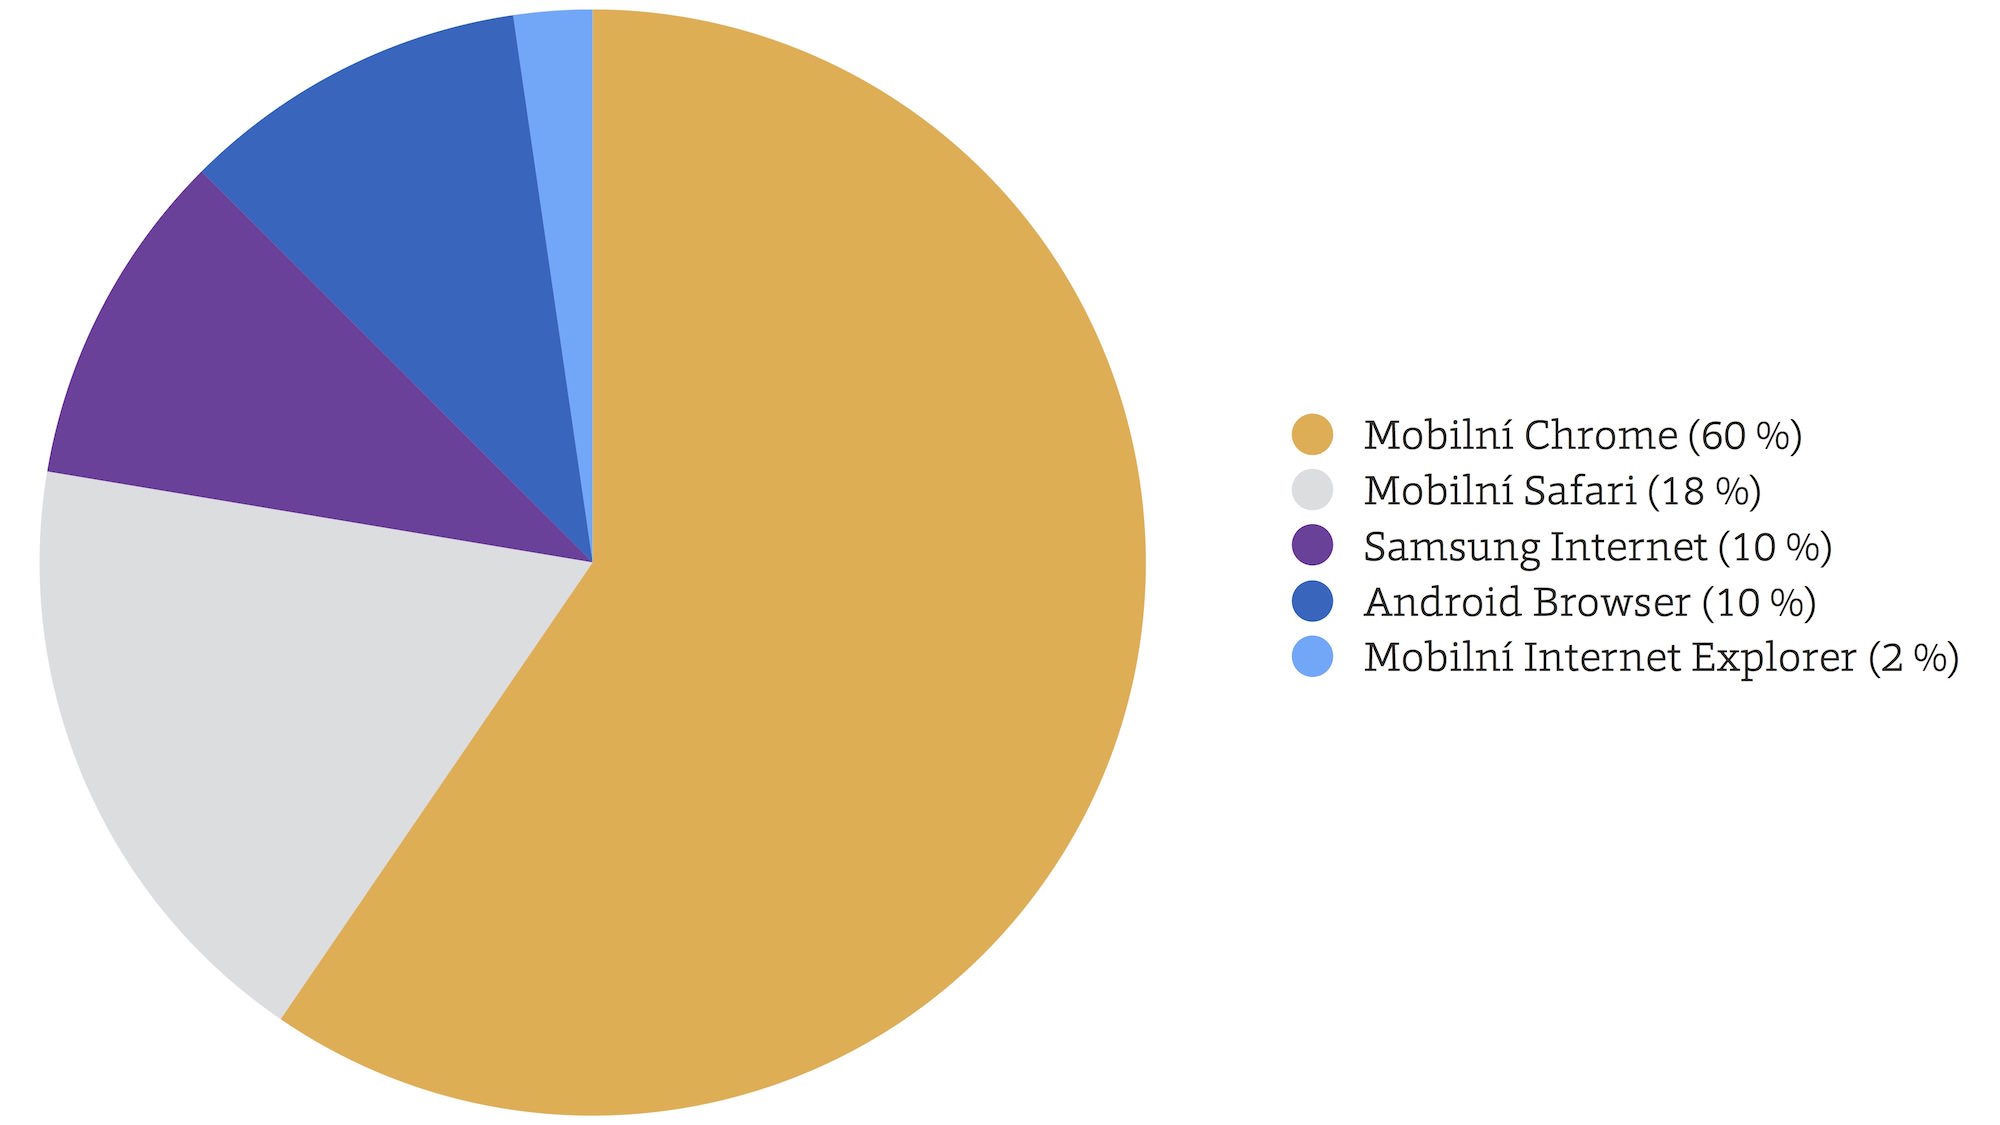 Mobilní Chrome (60 %)
Mobilní Safari (18 %)
Samsung Internet (10 %)
Android Browser (10 %)
Mobilní Internet Explorer (2 %)